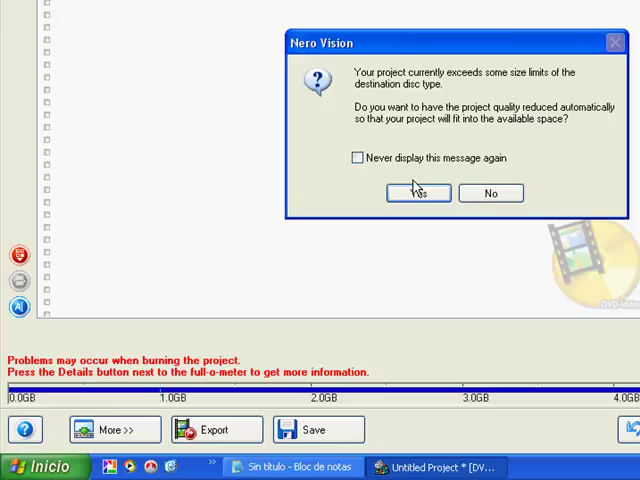 Nero Vision
Your project currently exceeds some size limits of the
destination disc type.
Do you want to have the project quality reduced automatically
so that your project will fit into the available space?
Never display this message again
Yes
No
DVD-Video
Problems may occur when burning the project.
Press the Details button next to the full-o-meter to get more information.
0.0GB 1.0GB 2.0GB 3.0GB 4.0GB
More >>
Export
Save
Inicio
Sin título - Bloc de notas
Untitled Project * [DV...